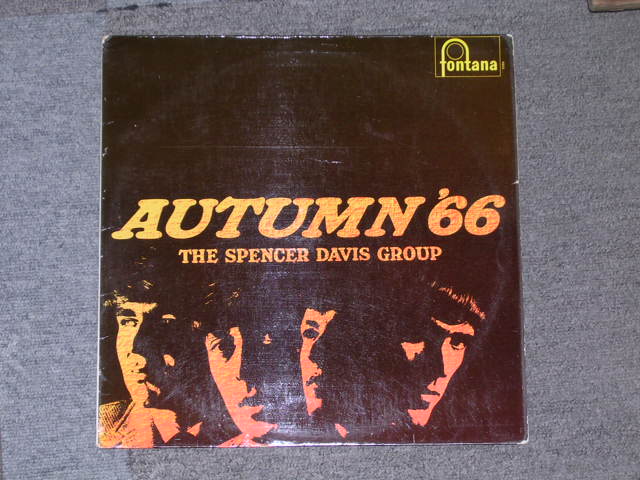 fontana
AUTUMN '66
THE SPENCER DAVIS GROUP